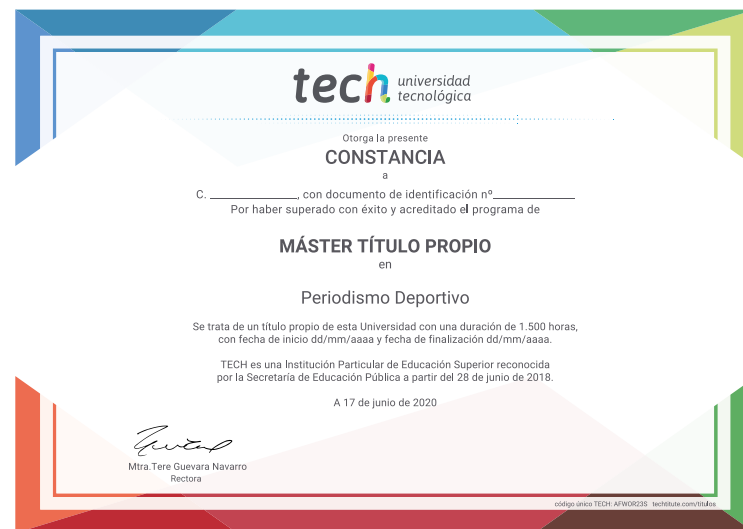 tech universidad
tecnológica
Otorga la presente
CONSTANCIA
a
C. ______________, con documento de identificación nº______________
Por haber superado con éxito y acreditado el programa de
MÁSTER TÍTULO PROPIO
en
Periodismo Deportivo
Se trata de un título propio de esta Universidad con una duración de 1.500 horas,
con fecha de inicio dd/mm/aaaa y fecha de finalización dd/mm/aaaa.
TECH es una Institución Particular de Educación Superior reconocida
por la Secretaría de Educación Pública a partir del 28 de junio de 2018.
A 17 de junio de 2020
Mtra.Tere Guevara Navarro
Rectora
código único TECH: AFWOR23S techtitute.com/títulos